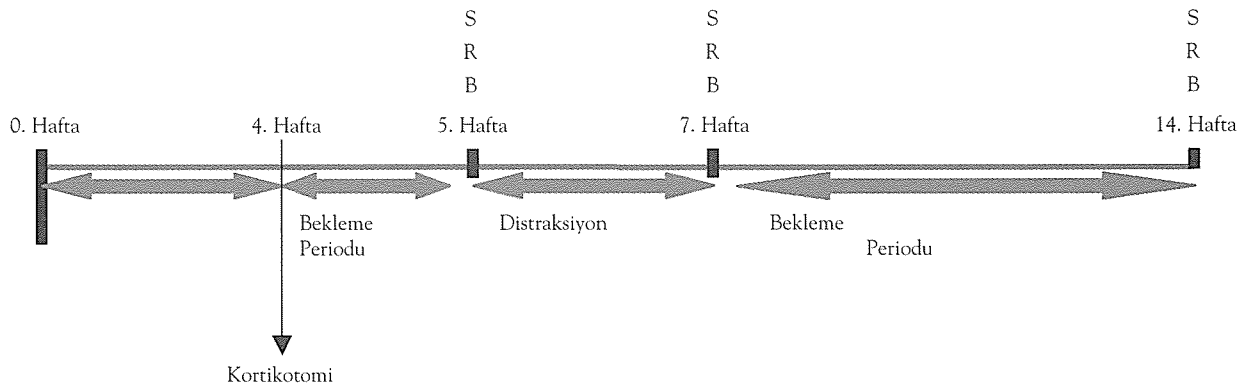 S S S
R R R
B B B
0. Hafta 4. Hafta 5. Hafta 7. Hafta 14. Hafta
Bekleme Distraksiyon Bekleme
Periodu Periodu
Kortikotomi